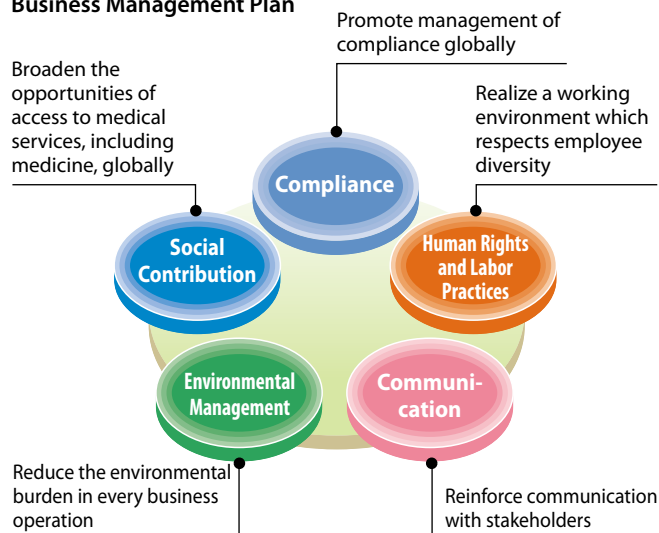 Business Management Plan
Promote management of
compliance globally
Broaden the
opportunities of
access to medical
services, including
medicine, globally
Realize a working
environment which
respects employee
diversity
Compliance
Social
Contribution
Human Rights
and Labor
Practices
Environmental
Management
Communi-
cation
Reduce the environmental
burden in every business
operation
Reinforce communication
with stakeholders